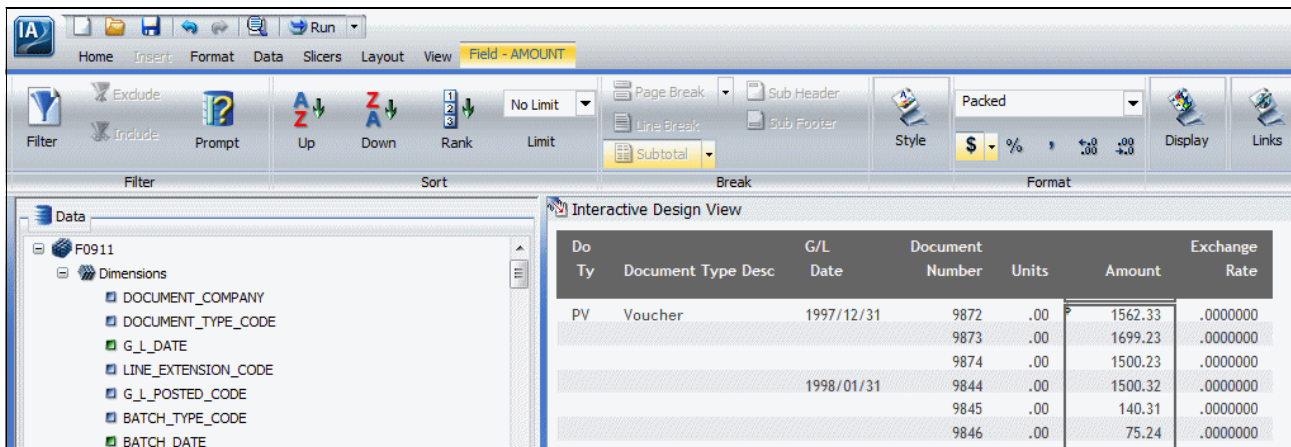 IA
Run
Home Insert Format Data Slicers Layout View Field - AMOUNT
Exclude
Include
Filter
Prompt
A Z
Up
Z A
Down
1 2 3
Rank
No Limit
Limit
Page Break
Line Break
Subtotal
Sub Header
Sub Footer
Style
Packed
$ % , .00 .00
Display
Links
Filter Sort Break Format
Data
F0911
Dimensions
DOCUMENT_COMPANY
DOCUMENT_TYPE_CODE
G_L_DATE
LINE_EXTENSION_CODE
G_L_POSTED_CODE
BATCH_TYPE_CODE
BATCH_DATE
Interactive Design View
Do G/L Document Exchange
Ty Document Type Desc Date Number Units Amount Rate
PV Voucher 1997/12/31 9872 .00 1562.33 .0000000
9873 .00 1699.23 .0000000
9874 .00 1500.23 .0000000
1998/01/31 9844 .00 1500.32 .0000000
9845 .00 140.31 .0000000
9846 .00 75.24 .0000000